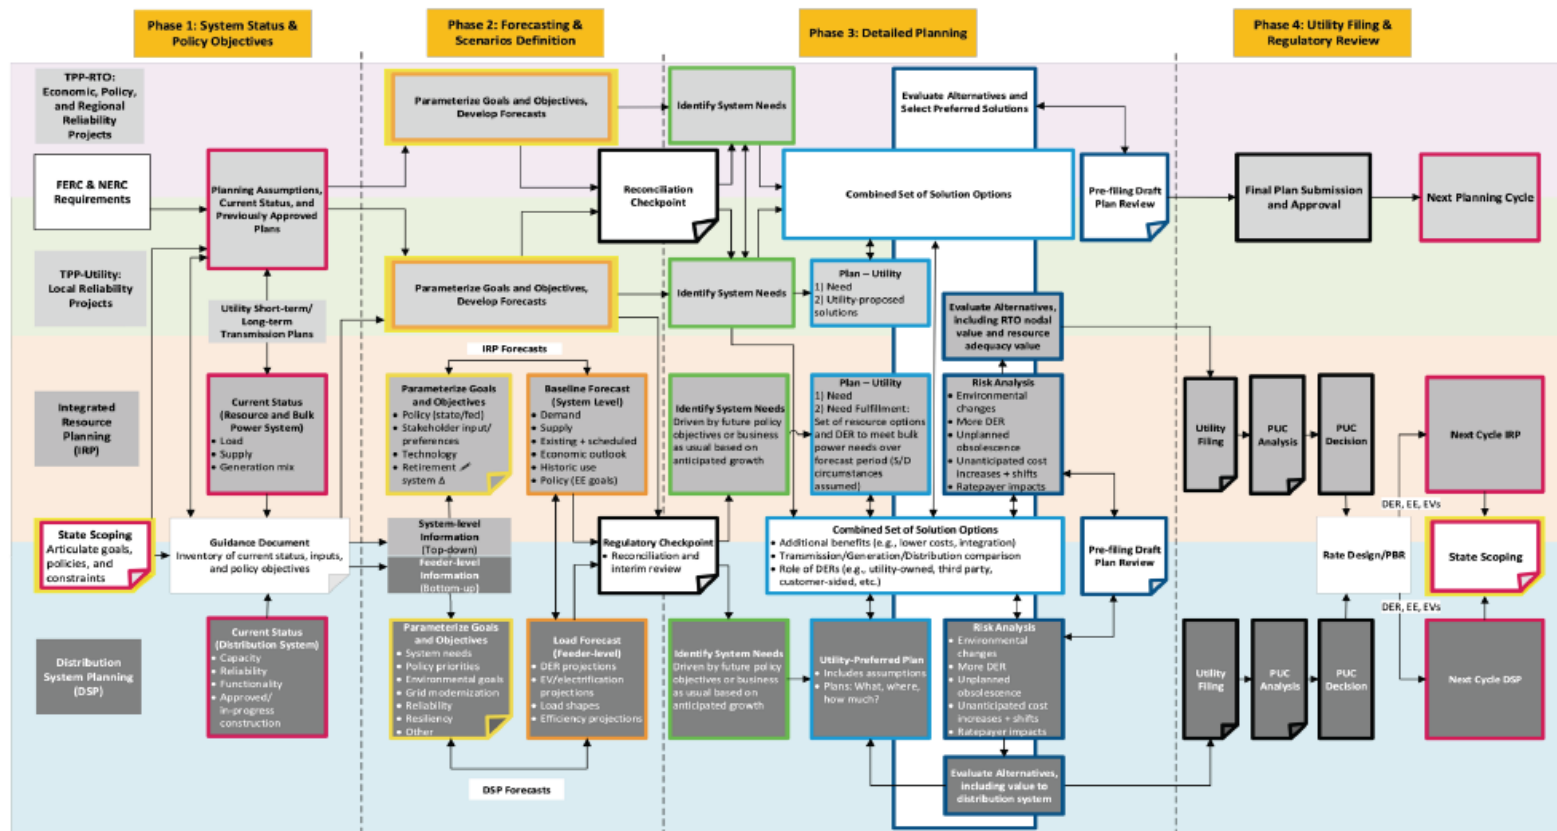 Phase 1: System Status &
Policy Objectives
Phase 2: Forecasting &
Scenarios Definition
Phase 3: Detailed Planning
Phase 4: Utility Filing &
Regulatory Review
TPP-RTO:
Economic, Policy,
and Regional
Reliability
Projects
FERC & NERC
Requirements
Planning Assumptions,
Current Status, and
Previously Approved
Plans
Parameterize Goals and Objectives,
Develop Forecasts
Reconciliation
Checkpoint
Identify System Needs
Evaluate Alternatives and
Select Preferred Solutions
Combined Set of Solution Options
Pre-filing Draft
Plan Review
Final Plan Submission
and Approval
Next Planning Cycle
TPP-Utility:
Local Reliability
Projects
Utility Short-term/
Long-term
Transmission Plans
Parameterize Goals and Objectives,
Develop Forecasts
Identify System Needs
Plan – Utility
1) Need
2) Utility-proposed
solutions
Evaluate Alternatives,
including RTO nodal
value and resource
adequacy value
IRP Forecasts
Integrated
Resource
Planning
(IRP)
Current Status
(Resource and Bulk
Power System)
• Load
• Supply
• Generation mix
Parameterize Goals
and Objectives
• Policy (state/fed)
• Stakeholder input/
preferences
• Technology
• Retirement
system Δ
Baseline Forecast
(System Level)
• Demand
• Supply
• Existing + scheduled
• Economic outlook
• Historic use
• Policy (EE goals)
Identify System Needs
Driven by future policy
objectives or business
as usual based on
anticipated growth
Plan – Utility
1) Need
2) Need Fulfillment:
Set of resource options
and DER to meet bulk
power needs over
forecast period (S/D
circumstances
assumed)
Risk Analysis
• Environmental
changes
• More DER
• Unplanned
obsolescence
• Unanticipated cost
increases + shifts
• Ratepayer impacts
Utility
Filing
PUC
Analysis
PUC
Decision
Next Cycle IRP
DER, EE, EVs
State Scoping
Articulate goals,
policies, and
constraints
Guidance Document
Inventory of current status, inputs,
and policy objectives
System-level
Information
(Top-down)
Feeder-level
Information
(Bottom-up)
Regulatory Checkpoint
• Reconciliation and
interim review
Combined Set of Solution Options
• Additional benefits (e.g., lower costs, integration)
• Transmission/Generation/Distribution comparison
• Role of DERs (e.g., utility-owned, third party,
customer-sided, etc.)
Pre-filing Draft
Plan Review
Rate Design/PBR
State Scoping
DER, EE, EVs
Distribution
System Planning
(DSP)
Current Status
(Distribution System)
• Capacity
• Reliability
• Functionality
• Approved/
in-progress
construction
Parameterize Goals
and Objectives
• System needs
• Policy priorities
• Environmental goals
• Grid modernization
• Reliability
• Resiliency
• Other
Load Forecast
(Feeder-level)
• DER projections
• EV/electrification
projections
• Load shapes
• Efficiency projections
Identify System Needs
Driven by future policy
objectives or business
as usual based on
anticipated growth
Utility-Preferred Plan
• Includes assumptions
• Plans: What, where,
how much?
Risk Analysis
• Environmental
changes
• More DER
• Unplanned
obsolescence
• Unanticipated cost
increases + shifts
• Ratepayer impacts
Utility
Filing
PUC
Analysis
PUC
Decision
Next Cycle DSP
DSP Forecasts
Evaluate Alternatives,
including value to
distribution system